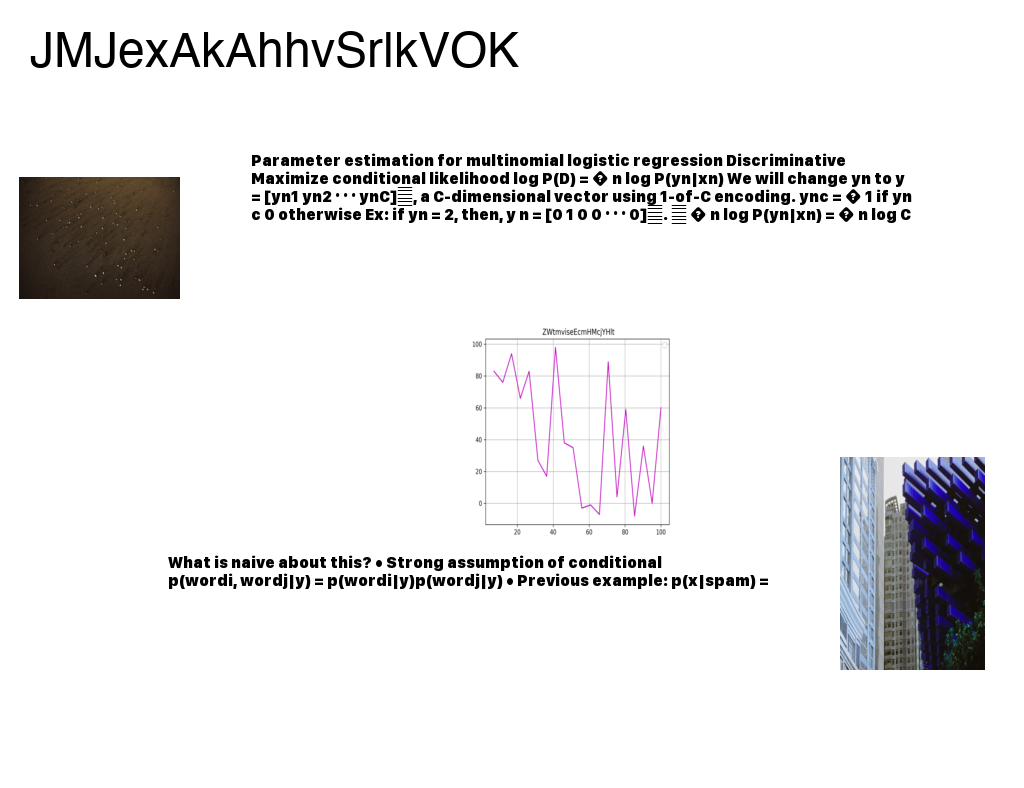 JMJexAkAhhvSrlkVOK
Parameter estimation for multinomial logistic regression Discriminative
Maximize conditional likelihood log P(D) = � n log P(yn|xn) We will change yn to y
= [yn1 yn2 · · · ynC], a C-dimensional vector using 1-of-C encoding. ync = � 1 if yn
c 0 otherwise Ex: if yn = 2, then, y n = [0 1 0 0 · · · 0]. � n log P(yn|xn) = � n log C
ZWtmviseEcmHMcjYHlt
100
80
60
40
20
0
20 40 60 80 100
What is naive about this? • Strong assumption of conditional
p(wordi, wordj|y) = p(wordi|y)p(wordj|y) • Previous example: p(x|spam) =